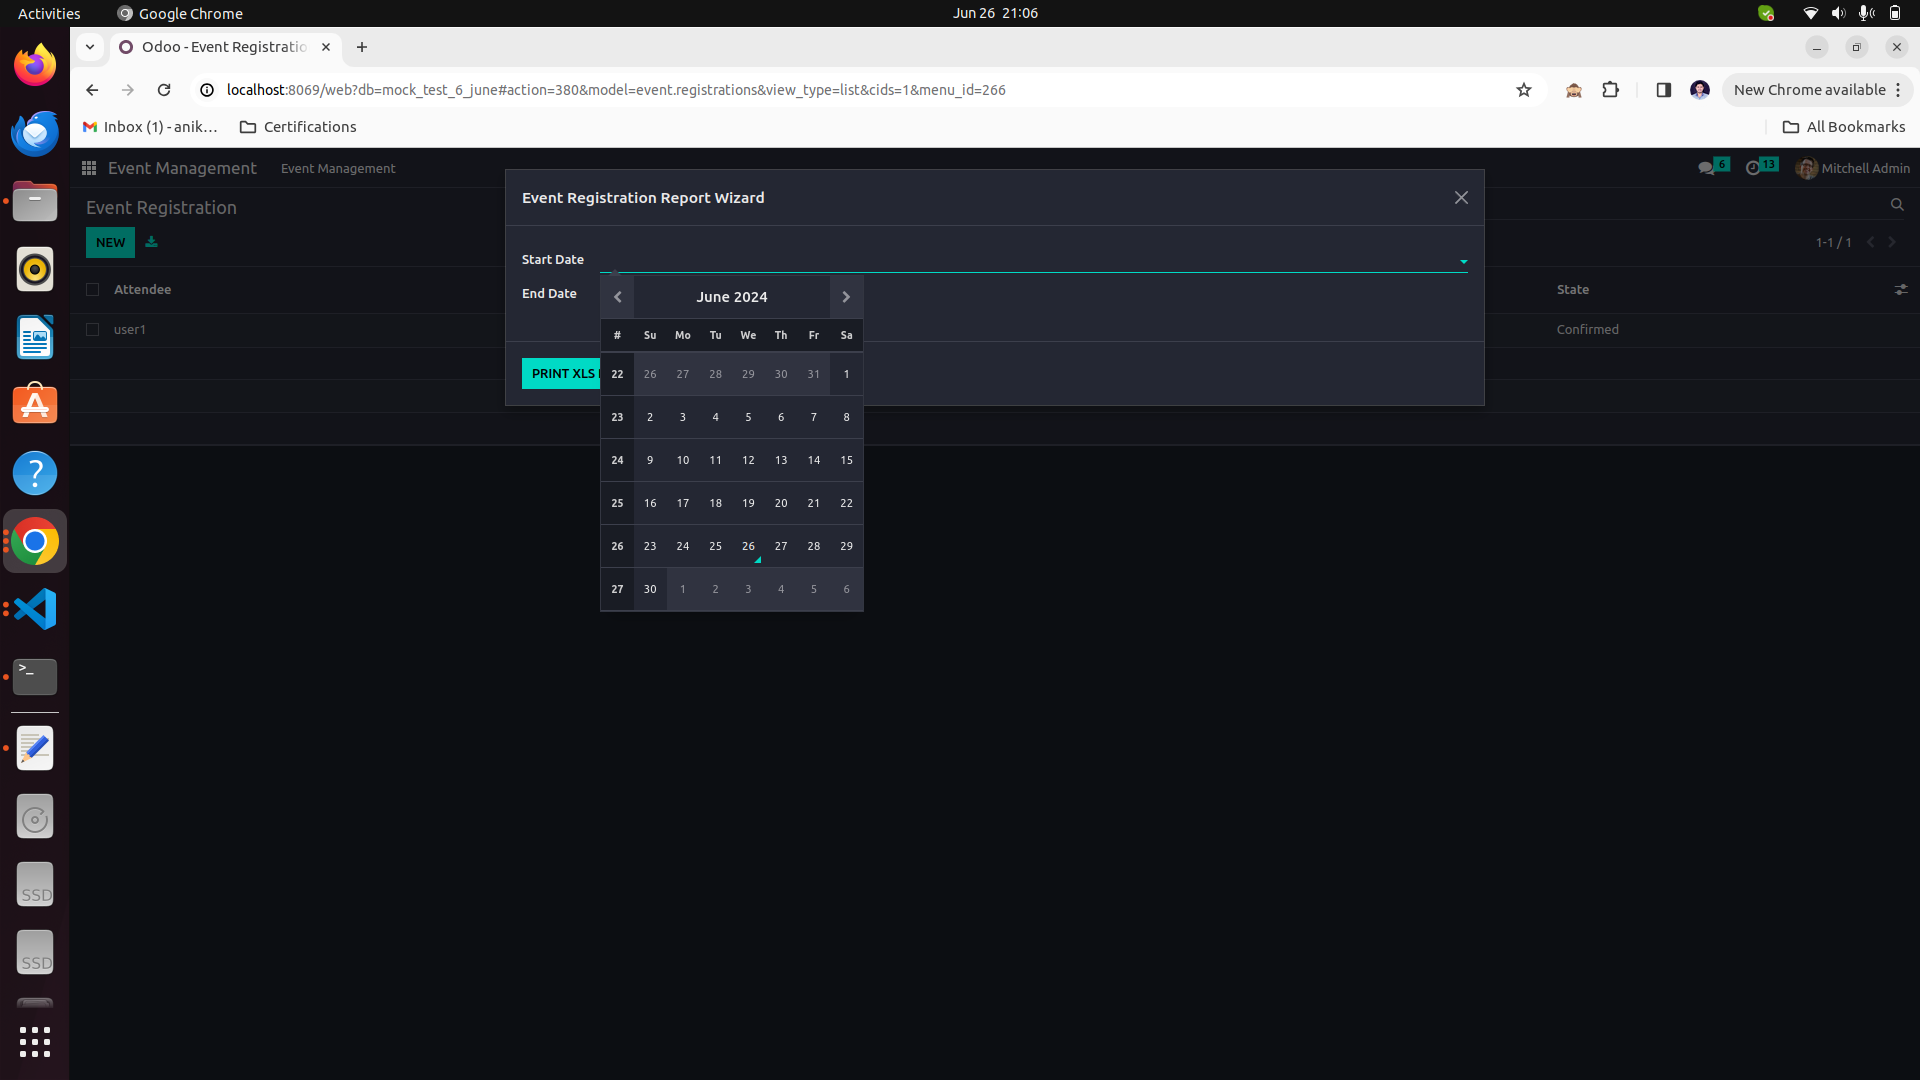 Activities
Google Chrome
Jun 26 21:06
Odoo - Event Registratio
localhost:8069/web?db=mock_test_6_june#action=380&model=event.registrations&view_type=list&cids=1&menu_id=266
New Chrome available
Inbox (1) - anik...
Certifications
All Bookmarks
Event Management
Event Management
6
13
Mitchell Admin
Event Registration
NEW
1-1 / 1
Attendee
State
user1
Confirmed
Event Registration Report Wizard
Start Date
End Date
PRINT XLS
June 2024
# Su Mo Tu We Th Fr Sa
22 26 27 28 29 30 31 1
23 2 3 4 5 6 7 8
24 9 10 11 12 13 14 15
25 16 17 18 19 20 21 22
26 23 24 25 26 27 28 29
27 30 1 2 3 4 5 6
?
>_
SSD
SSD